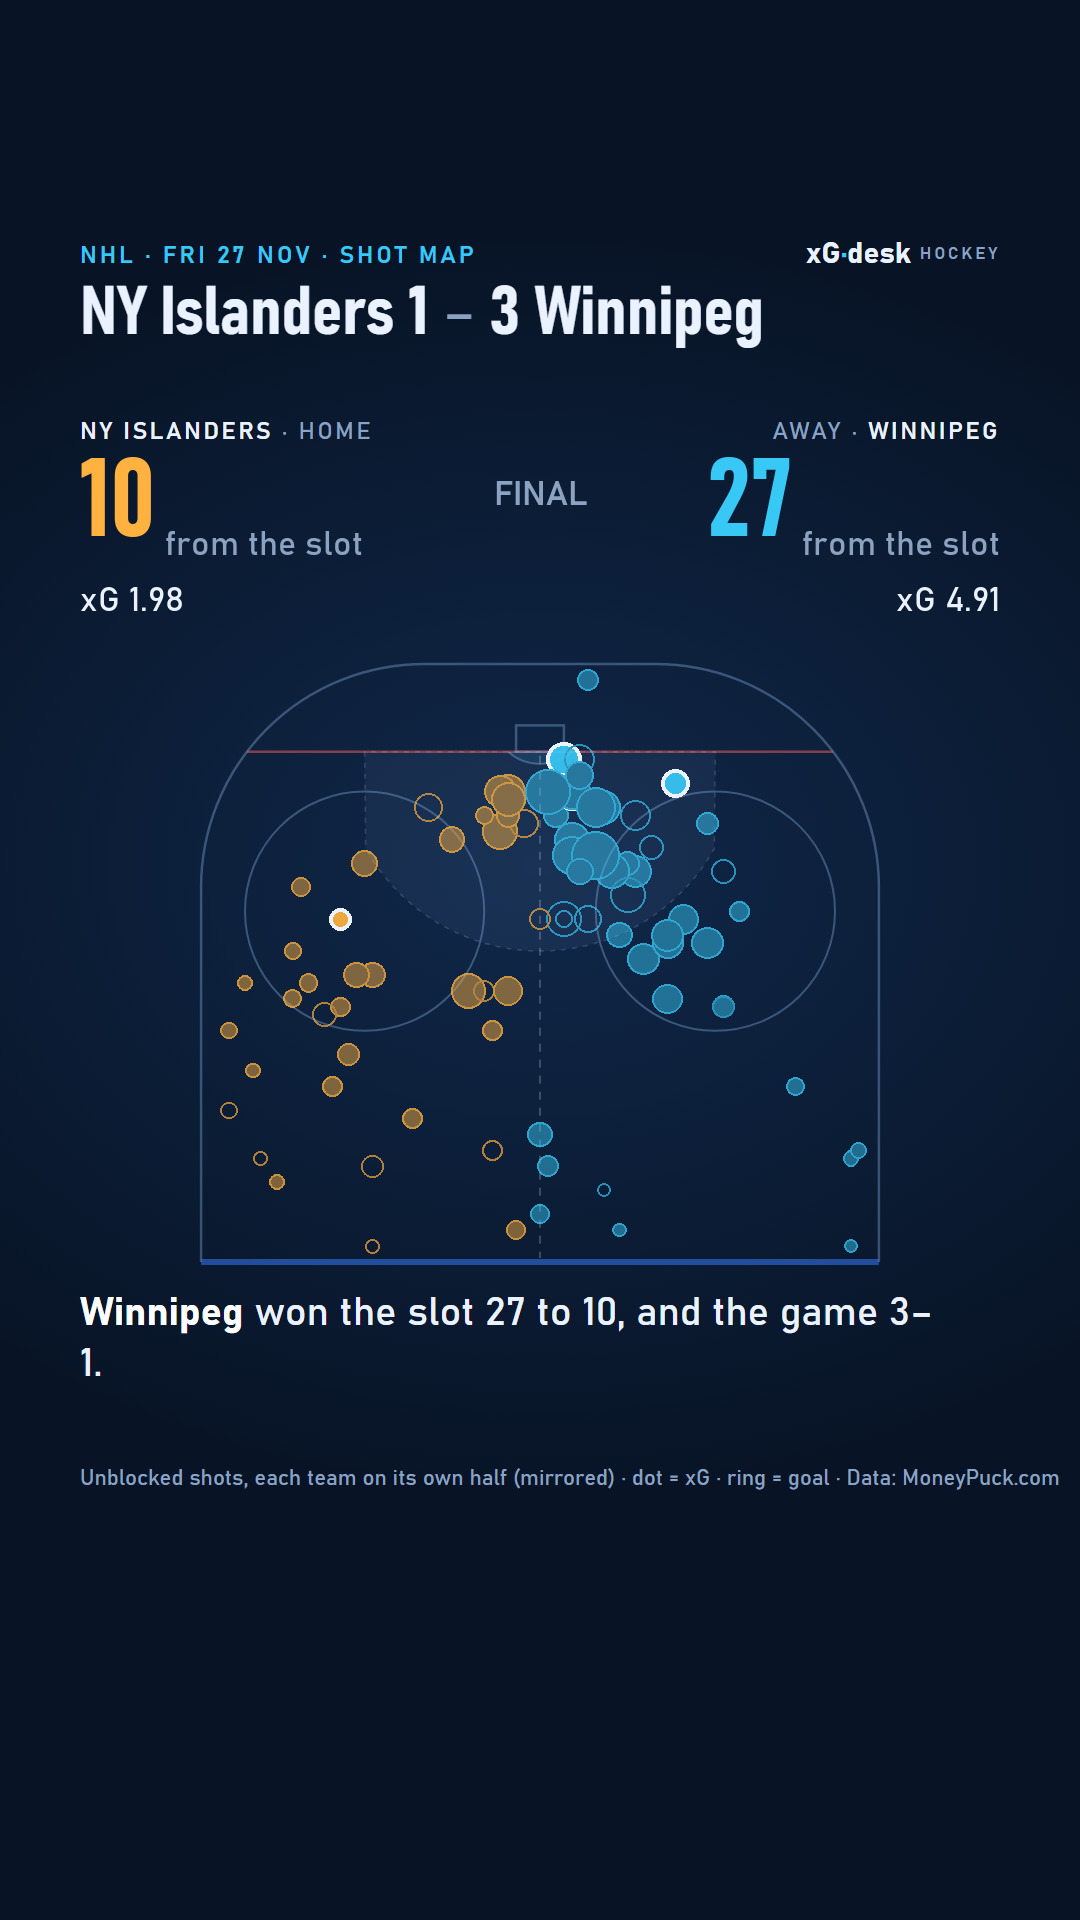 NHL · FRI 27 NOV · SHOT MAP
xG·desk HOCKEY
NY Islanders 1 – 3 Winnipeg
NY ISLANDERS · HOME
AWAY · WINNIPEG
10 from the slot
FINAL
27 from the slot
xG 1.98
xG 4.91
Winnipeg won the slot 27 to 10, and the game 3–
1.
Unblocked shots, each team on its own half (mirrored) · dot = xG · ring = goal · Data: MoneyPuck.com